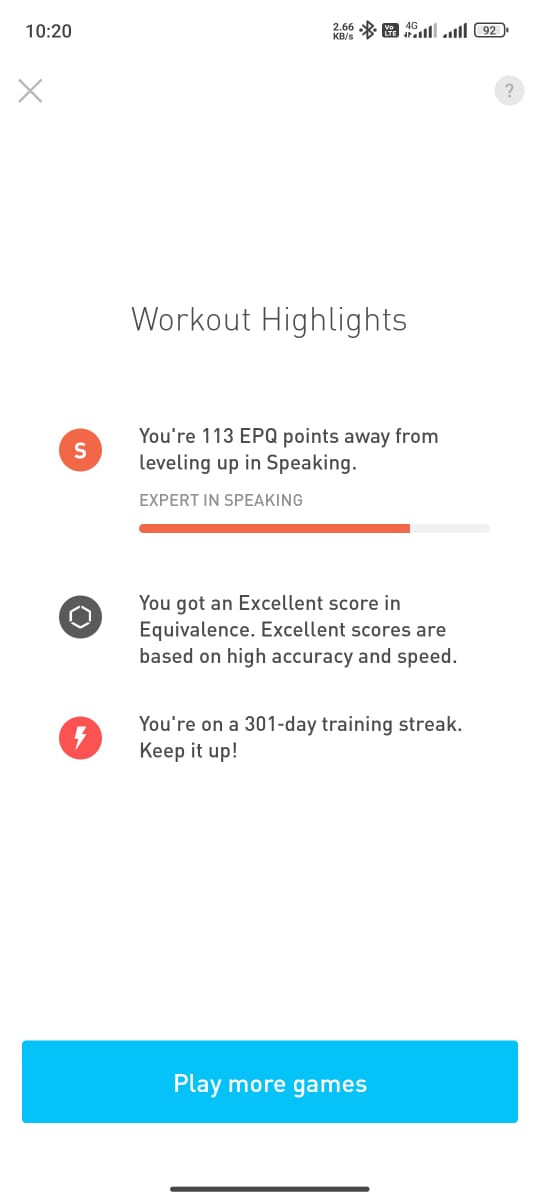 10:20
2.66 KB/s
Vo LTE
4G
92
?
Workout Highlights
S
You're 113 EPQ points away from
leveling up in Speaking.
EXPERT IN SPEAKING
You got an Excellent score in
Equivalence. Excellent scores are
based on high accuracy and speed.
You're on a 301-day training streak.
Keep it up!
Play more games